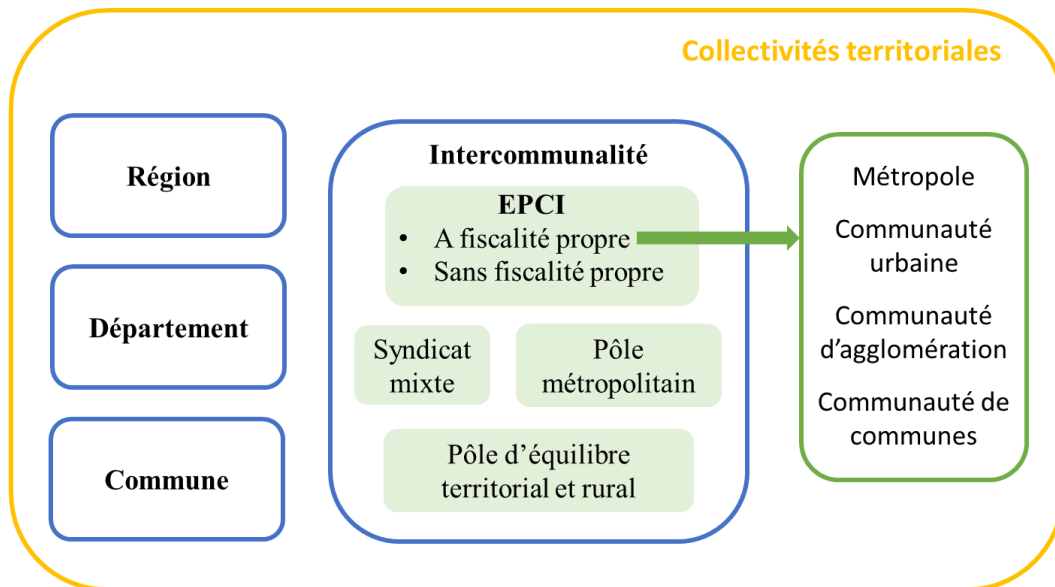 Collectivités territoriales
Région
Département
Commune
Intercommunalité
EPCI
• A fiscalité propre
• Sans fiscalité propre
Syndicat
mixte
Pôle
métropolitain
Pôle d’équilibre
territorial et rural
Métropole
Communauté
urbaine
Communauté
d’agglomération
Communauté de
communes